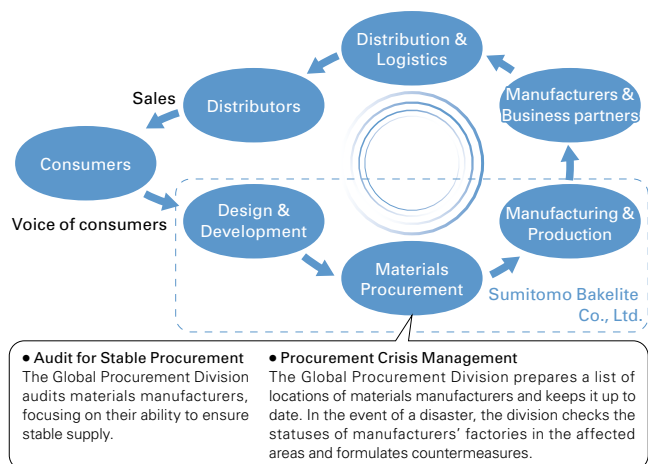 Distribution &
Logistics
Manufacturers &
Business partners
Distributors
Sales
Consumers
Voice of consumers
Design &
Development
Materials
Procurement
Manufacturing &
Production
Sumitomo Bakelite
Co., Ltd.
● Audit for Stable Procurement
The Global Procurement Division
audits materials manufacturers,
focusing on their ability to ensure
stable supply.
● Procurement Crisis Management
The Global Procurement Division prepares a list of
locations of materials manufacturers and keeps it up to
date. In the event of a disaster, the division checks the
statuses of manufacturers’ factories in the affected
areas and formulates countermeasures.